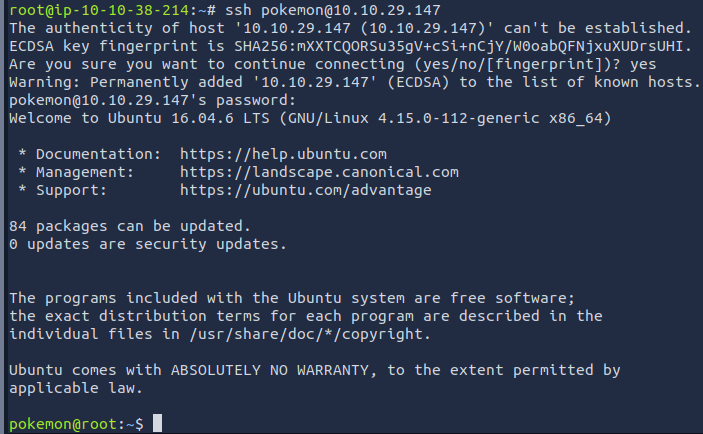 root@ip-10-10-38-214:~# ssh pokemon@10.10.29.147
The authenticity of host '10.10.29.147 (10.10.29.147)' can't be established.
ECDSA key fingerprint is SHA256:mXXTCQORSu35gV+cSi+nCjY/W0oabQFNjxuXUDrsUHI.
Are you sure you want to continue connecting (yes/no/[fingerprint])? yes
Warning: Permanently added '10.10.29.147' (ECDSA) to the list of known hosts.
pokemon@10.10.29.147's password:
Welcome to Ubuntu 16.04.6 LTS (GNU/Linux 4.15.0-112-generic x86_64)
 * Documentation:  https://help.ubuntu.com
 * Management:     https://landscape.canonical.com
 * Support:        https://ubuntu.com/advantage
84 packages can be updated.
0 updates are security updates.
The programs included with the Ubuntu system are free software;
the exact distribution terms for each program are described in the
individual files in /usr/share/doc/*/copyright.
Ubuntu comes with ABSOLUTELY NO WARRANTY, to the extent permitted by
applicable law.
pokemon@root:~$